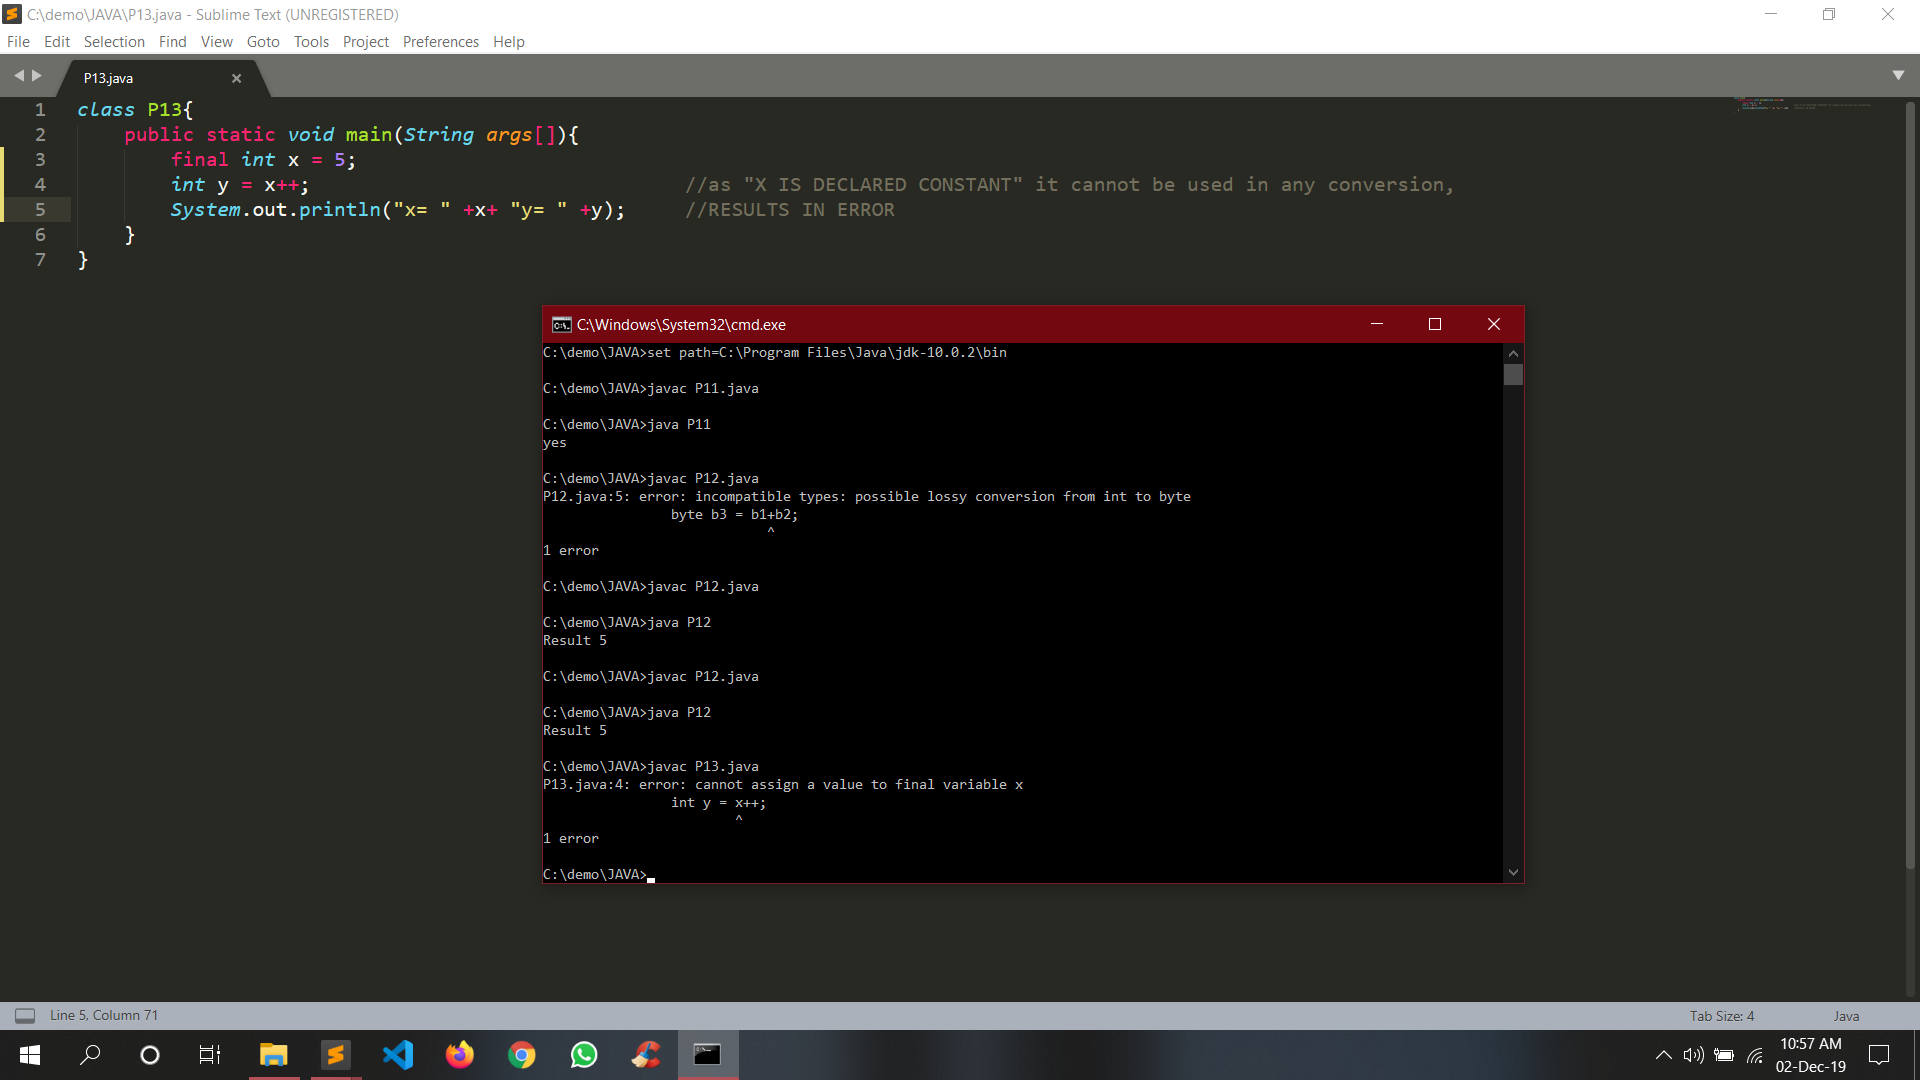 C:\demo\JAVA\P13.java - Sublime Text (UNREGISTERED)
File Edit Selection Find View Goto Tools Project Preferences Help
P13.java
1 class P13{
2 public static void main(String args[]){
3 final int x = 5;
4 int y = x++; //as "X IS DECLARED CONSTANT" it cannot be used in any conversion,
5 System.out.println("x= " +x+ "y= " +y); //RESULTS IN ERROR
6 }
7 }
C:\Windows\System32\cmd.exe
C:\demo\JAVA>set path=C:\Program Files\Java\jdk-10.0.2\bin
C:\demo\JAVA>javac P11.java
C:\demo\JAVA>java P11
yes
C:\demo\JAVA>javac P12.java
P12.java:5: error: incompatible types: possible lossy conversion from int to byte
byte b3 = b1+b2;
^
1 error
C:\demo\JAVA>javac P12.java
C:\demo\JAVA>java P12
Result 5
C:\demo\JAVA>javac P12.java
C:\demo\JAVA>java P12
Result 5
C:\demo\JAVA>javac P13.java
P13.java:4: error: cannot assign a value to final variable x
int y = x++;
^
1 error
C:\demo\JAVA>
Line 5, Column 71
Tab Size: 4
Java
10:57 AM
02-Dec-19